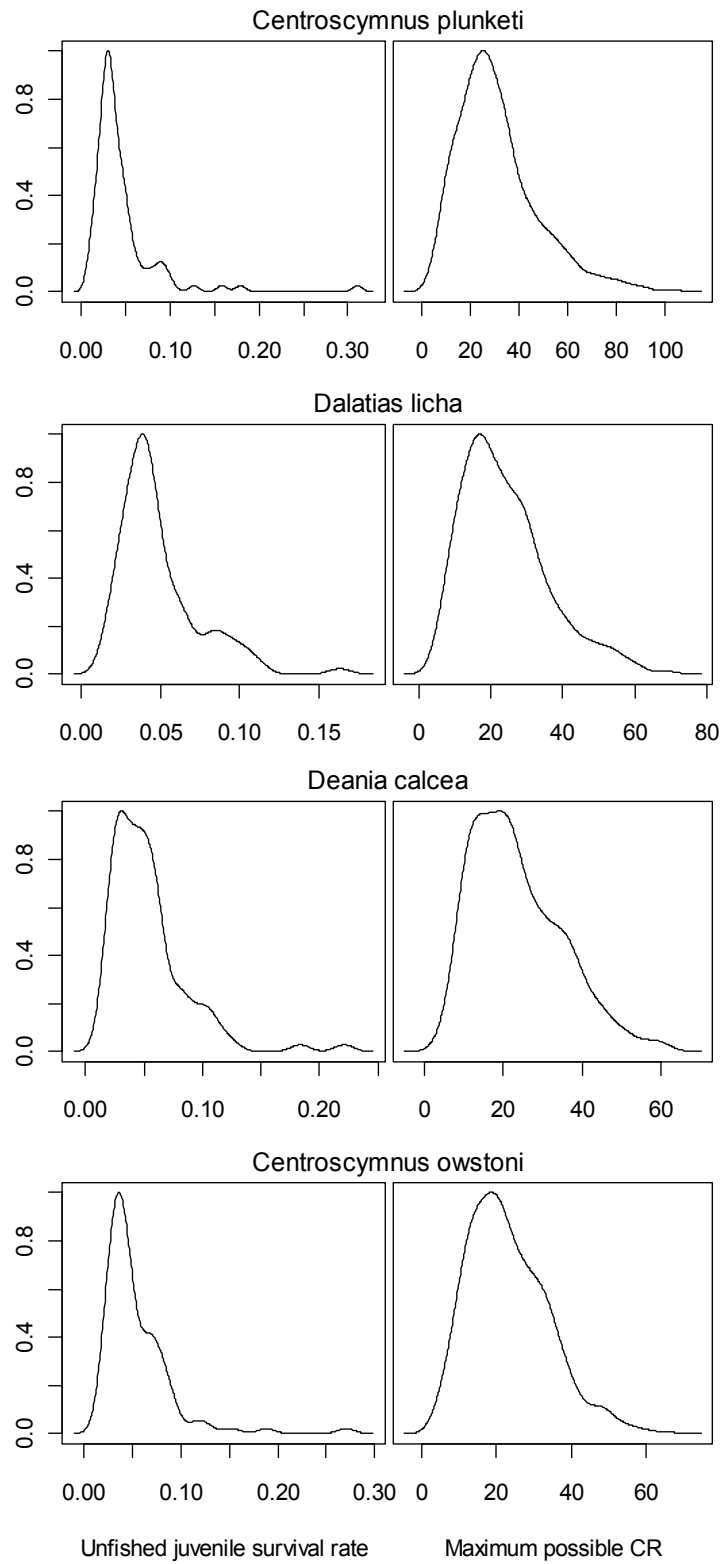 Centroscymnus plunketi
0.0 0.4 0.8
0.00 0.10 0.20 0.30
0 20 40 60 80 100
Dalatias licha
0.0 0.4 0.8
0.00 0.05 0.10 0.15
0 20 40 60 80
Deania calcea
0.0 0.4 0.8
0.00 0.10 0.20
0 20 40 60
Centroscymnus owstoni
0.0 0.4 0.8
0.00 0.10 0.20 0.30
0 20 40 60
Unfished juvenile survival rate
Maximum possible CR